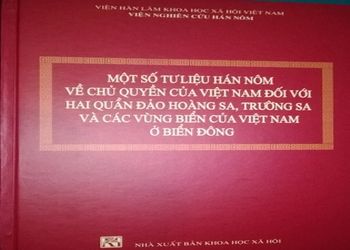 VIỆN HÀN LÂM KHOA HỌC XÃ HỘI VIỆT NAM
VIỆN NGHIÊN CỨU HÁN NÔM
MỘT SỐ TƯ LIỆU HÁN NÔM
VỀ CHỦ QUYỀN CỦA VIỆT NAM ĐỐI VỚI
HAI QUẦN ĐẢO HOÀNG SA, TRƯỜNG SA
VÀ CÁC VÙNG BIỂN CỦA VIỆT NAM
Ở BIỂN ĐÔNG
NHÀ XUẤT BẢN KHOA HỌC XÃ HỘI